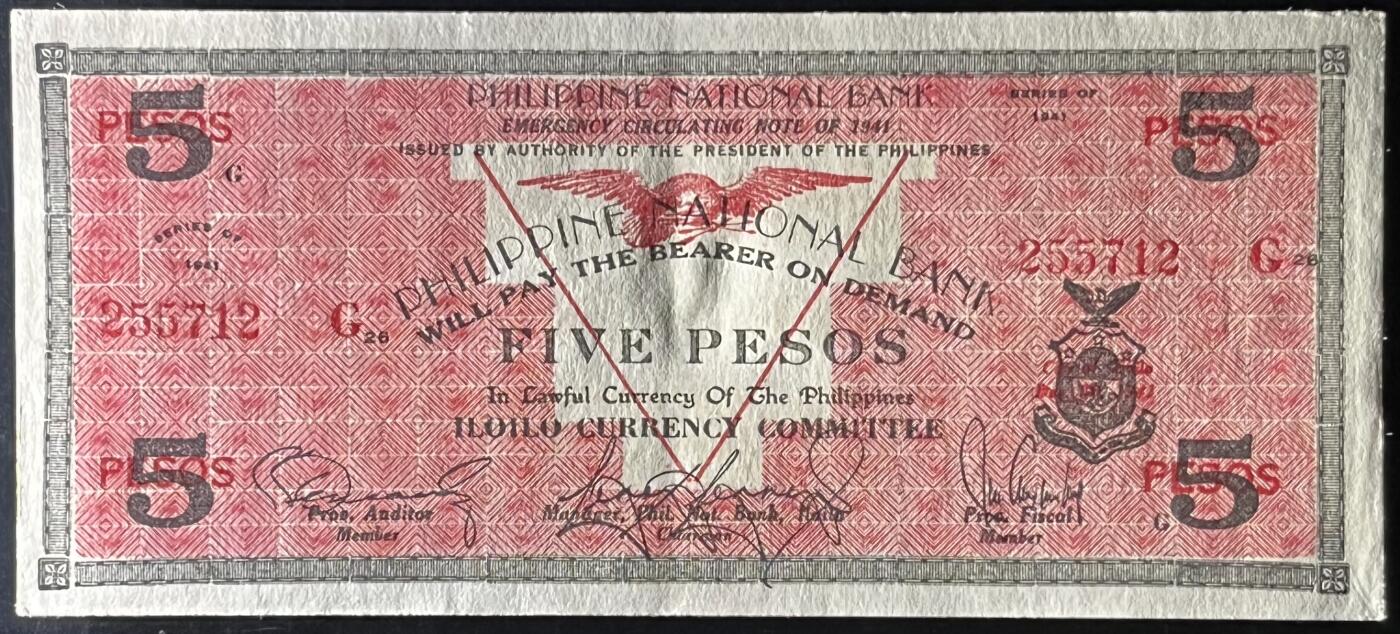 PHILIPPINE NATIONAL BANK
EMERGENCY CIRCULATING NOTE OF 1941
ISSUED BY AUTHORITY OF THE PRESIDENT OF THE PHILIPPINES
SERIES OF
1941
5
PESOS
G
5
PESOS
SERIES OF
1941
PHILIPPINE NATIONAL BANK
WILL PAY THE BEARER ON DEMAND
255712 G26
255712 G26
FIVE PESOS
In Lawful Currency Of The Philippines
ILOILO CURRENCY COMMITTEE
5
PESOS
Prov. Auditor
Member
Manager, Phil. Nat. Bank, Iloilo
Chairman
Prov. Fiscal
Member
G
5
PESOS